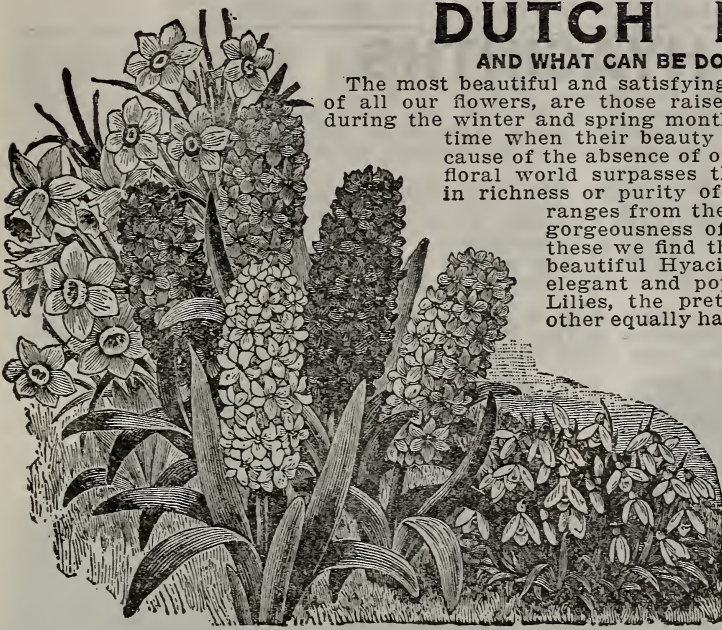 DUTCH
AND WHAT CAN BE DO
The most beautiful and satisfying
of all our flowers, are those raise
during the winter and spring mont
time when their beauty
cause of the absence of o
floral world surpasses t
in richness or purity of
ranges from the
gorgeousness of
these we find th
beautiful Hyaci
elegant and po
Lilies, the pret
other equally ha